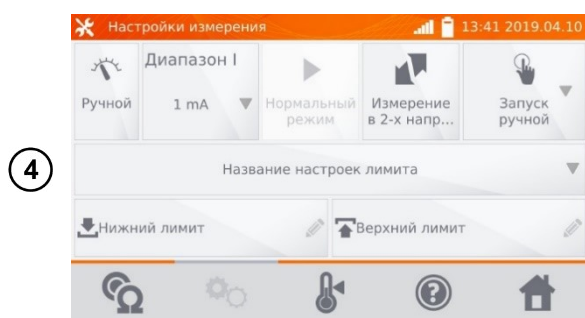 Настройки измерения 13:41 2019.04.10
Диапазон I
Ручной 1 mA Нормальный режим Измерение в 2-х напр... Запуск ручной
4
Название настроек лимита
Нижний лимит Верхний лимит